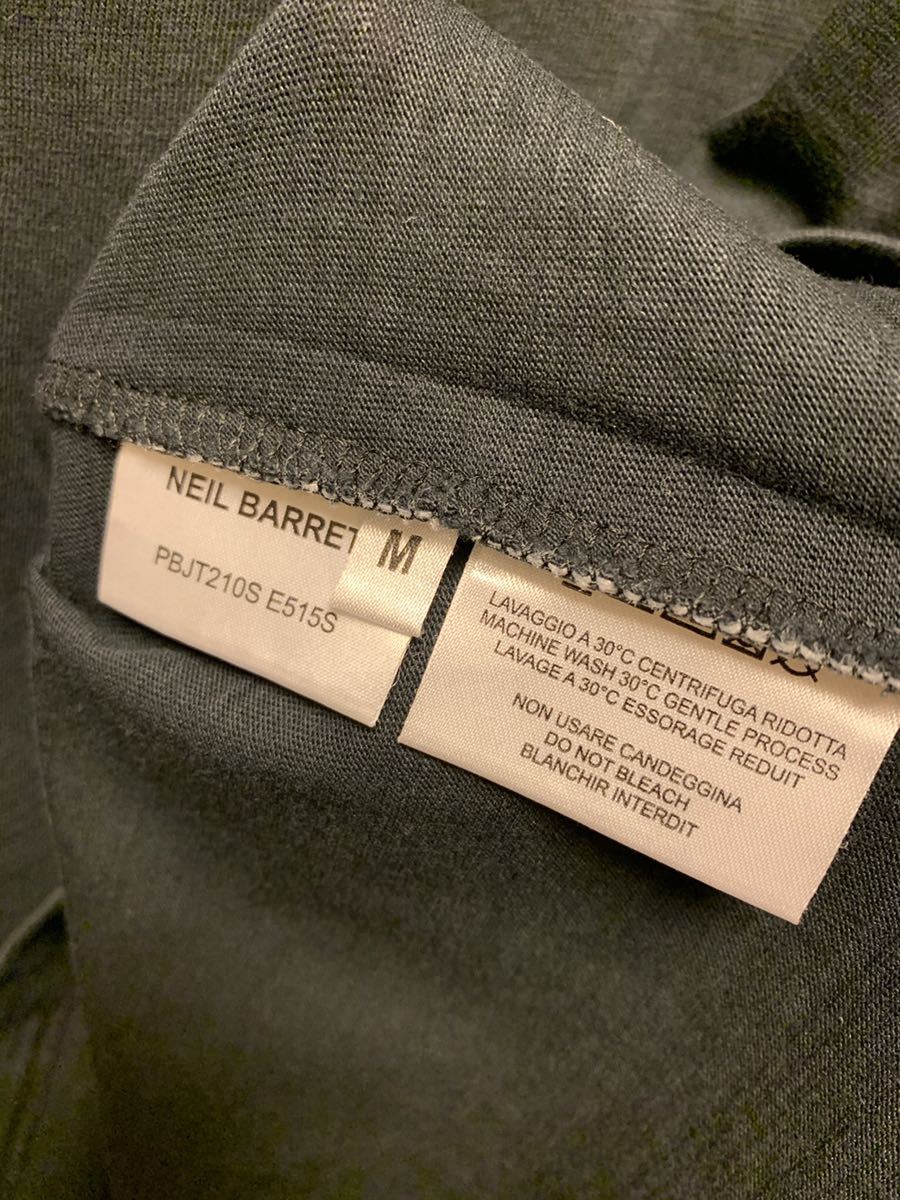 NEIL BARRET
M
PBJT210S E515S
LAVAGGIO A 30°C CENTRIFUGA RIDOTTA
MACHINE WASH 30°C GENTLE PROCESS
LAVAGE A 30°C ESSORAGE REDUIT
NON USARE CANDEGGINA
DO NOT BLEACH
BLANCHIR INTERDIT